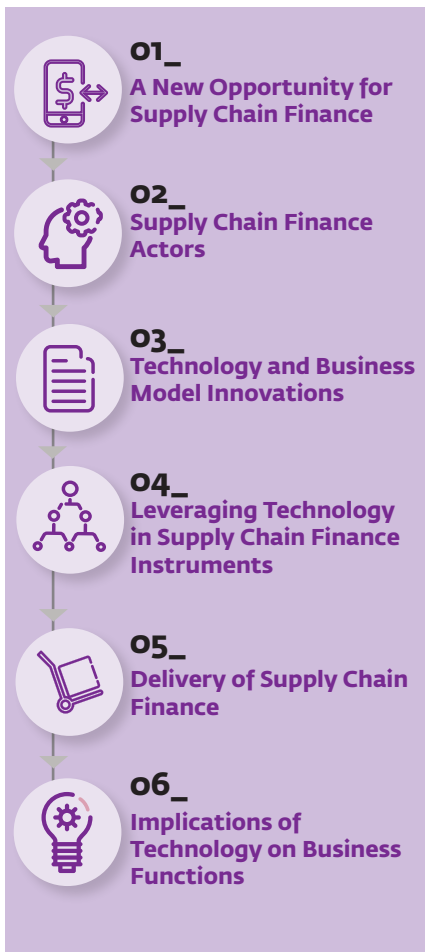 01_
A New Opportunity for
Supply Chain Finance
02_
Supply Chain Finance
Actors
03_
Technology and Business
Model Innovations
04_
Leveraging Technology
in Supply Chain Finance
Instruments
05_
Delivery of Supply Chain
Finance
06_
Implications of
Technology on Business
Functions